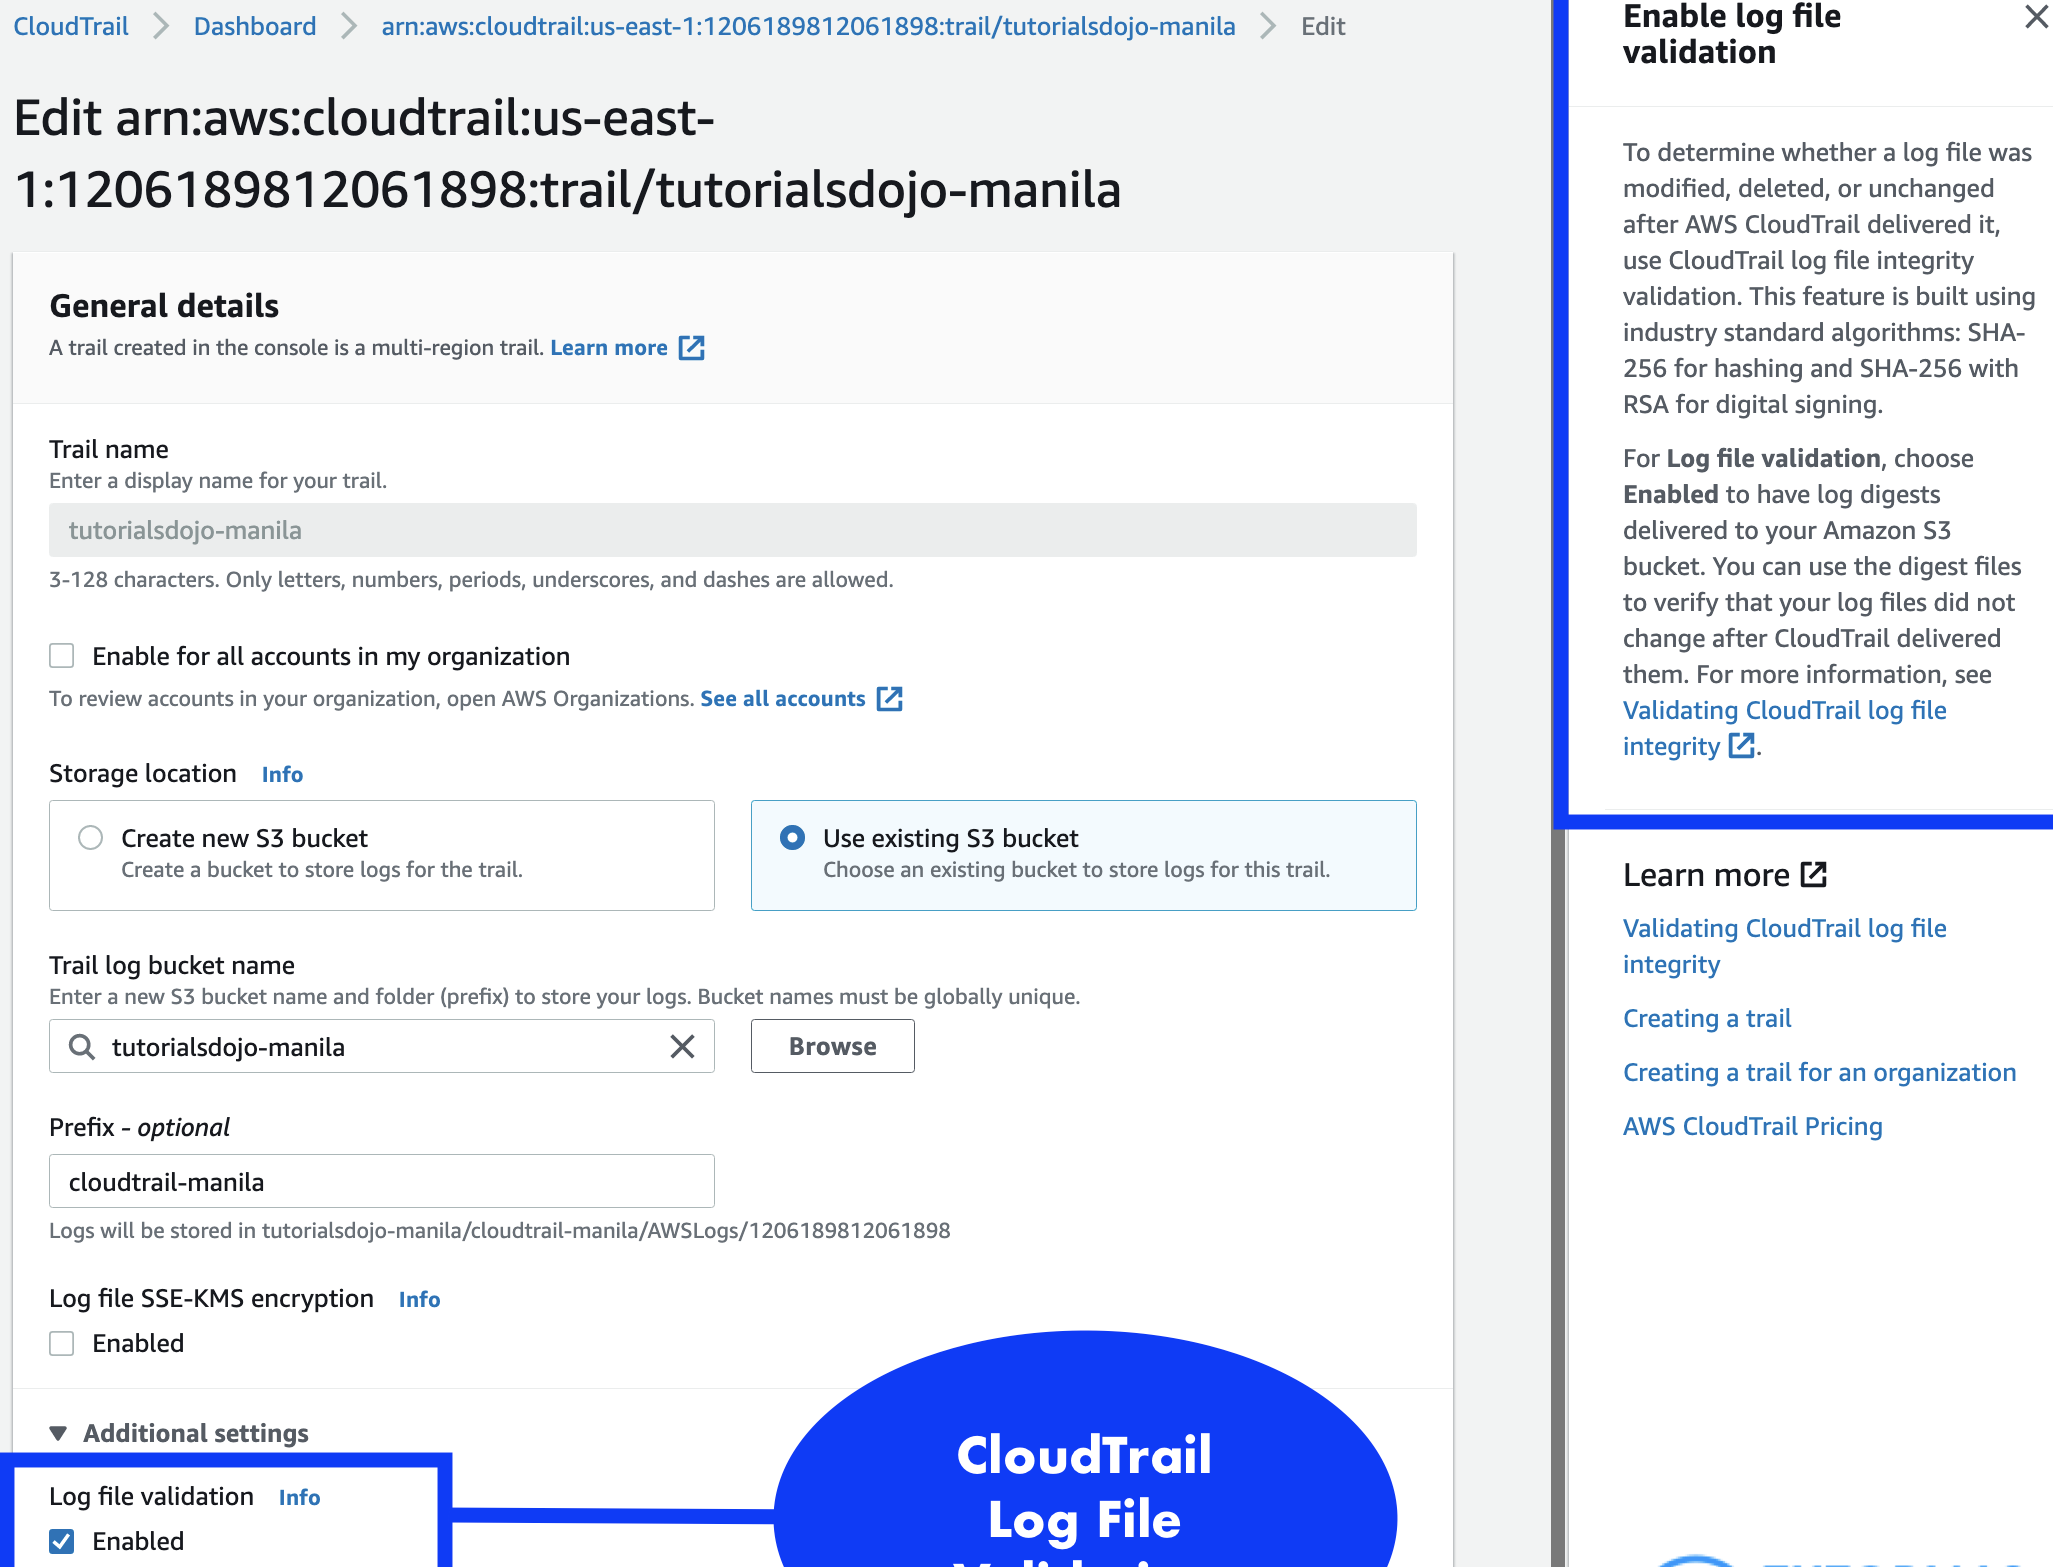 CloudTrail > Dashboard > arn:aws:cloudtrail:us-east-1:1206189812061898:trail/tutorialsdojo-manila > Edit
Edit arn:aws:cloudtrail:us-east-
1:1206189812061898:trail/tutorialsdojo-manila
General details
A trail created in the console is a multi-region trail. Learn more
Trail name
Enter a display name for your trail.
tutorialsdojo-manila
3-128 characters. Only letters, numbers, periods, underscores, and dashes are allowed.
Enable for all accounts in my organization
To review accounts in your organization, open AWS Organizations. See all accounts
Storage location Info
Create new S3 bucket
Create a bucket to store logs for the trail.
Use existing S3 bucket
Choose an existing bucket to store logs for this trail.
Trail log bucket name
Enter a new S3 bucket name and folder (prefix) to store your logs. Bucket names must be globally unique.
tutorialsdojo-manila
Browse
Prefix - optional
cloudtrail-manila
Logs will be stored in tutorialsdojo-manila/cloudtrail-manila/AWSLogs/1206189812061898
Log file SSE-KMS encryption Info
Enabled
Additional settings
Log file validation Info
Enabled
CloudTrail
Log File
Enable log file
validation
To determine whether a log file was
modified, deleted, or unchanged
after AWS CloudTrail delivered it,
use CloudTrail log file integrity
validation. This feature is built using
industry standard algorithms: SHA-
256 for hashing and SHA-256 with
RSA for digital signing.
For Log file validation, choose
Enabled to have log digests
delivered to your Amazon S3
bucket. You can use the digest files
to verify that your log files did not
change after CloudTrail delivered
them. For more information, see
Validating CloudTrail log file
integrity .
Learn more
Validating CloudTrail log file
integrity
Creating a trail
Creating a trail for an organization
AWS CloudTrail Pricing